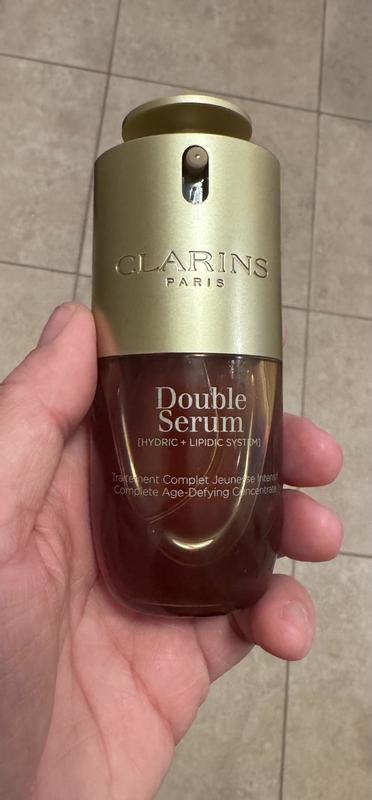 CLARINS
PARIS
Double
Serum
[HYDRIC + LIPIDIC SYSTEM]
Traitement Complet Jeunesse Intensif
Complete Age-Defying Concentrate